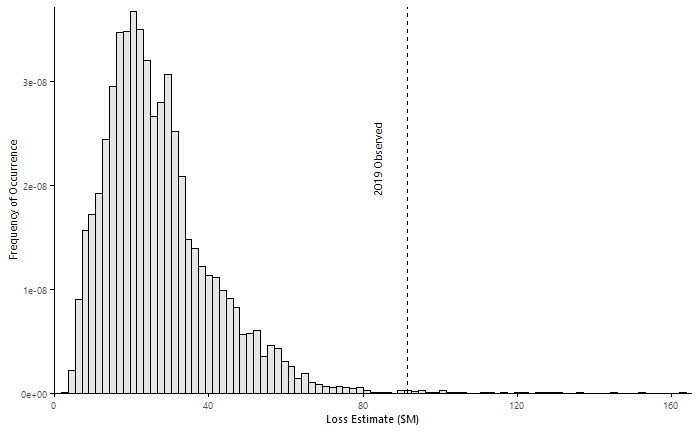 Frequency of Occurrence
3e-08
2e-08
1e-08
0e+00
2019 Observed
0 40 80 120 160
Loss Estimate ($M)